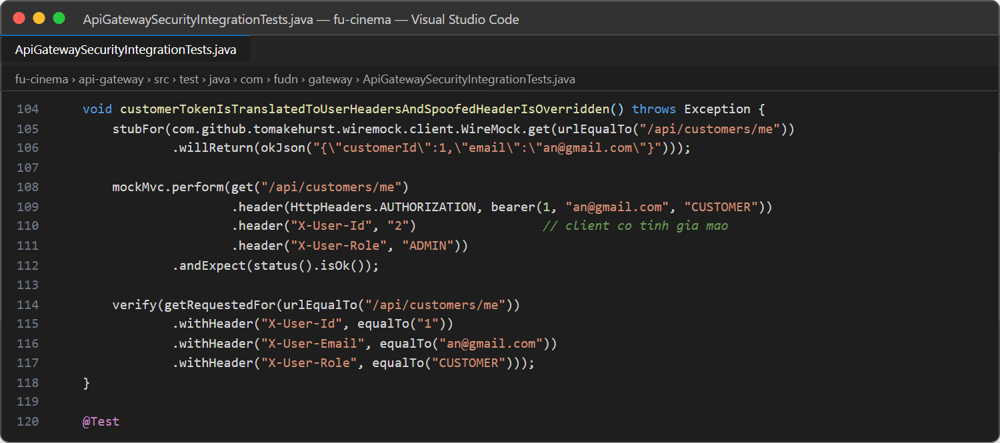 ApiGatewaySecurityIntegrationTests.java — fu-cinema — Visual Studio Code
ApiGatewaySecurityIntegrationTests.java
fu-cinema › api-gateway › src › test › java › com › fudn › gateway › ApiGatewaySecurityIntegrationTests.java
104 void customerTokenIsTranslatedToUserHeadersAndSpoofedHeaderIsOverridden() throws Exception {
105 stubFor(com.github.tomakehurst.wiremock.client.WireMock.get(urlEqualTo("/api/customers/me"))
106 .willReturn(okJson("{\"customerId\":1,\"email\":\"an@gmail.com\"}")));
107
108 mockMvc.perform(get("/api/customers/me")
109 .header(HttpHeaders.AUTHORIZATION, bearer(1, "an@gmail.com", "CUSTOMER"))
110 .header("X-User-Id", "2") // client co tinh gia mao
111 .header("X-User-Role", "ADMIN"))
112 .andExpect(status().isOk());
113
114 verify(getRequestedFor(urlEqualTo("/api/customers/me"))
115 .withHeader("X-User-Id", equalTo("1"))
116 .withHeader("X-User-Email", equalTo("an@gmail.com"))
117 .withHeader("X-User-Role", equalTo("CUSTOMER")));
118 }
119
120 @Test